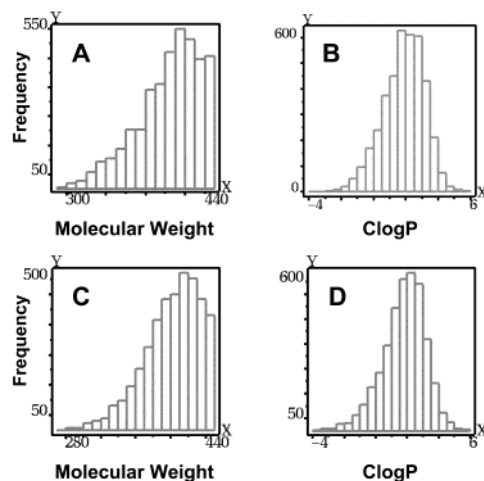 Y
550
A
Frequency
50
X
300
440
Molecular Weight
Y
600
B
0
X
-4
6
ClogP
Y
500
C
Frequency
50
X
280
440
Molecular Weight
Y
600
D
50
X
-4
6
ClogP